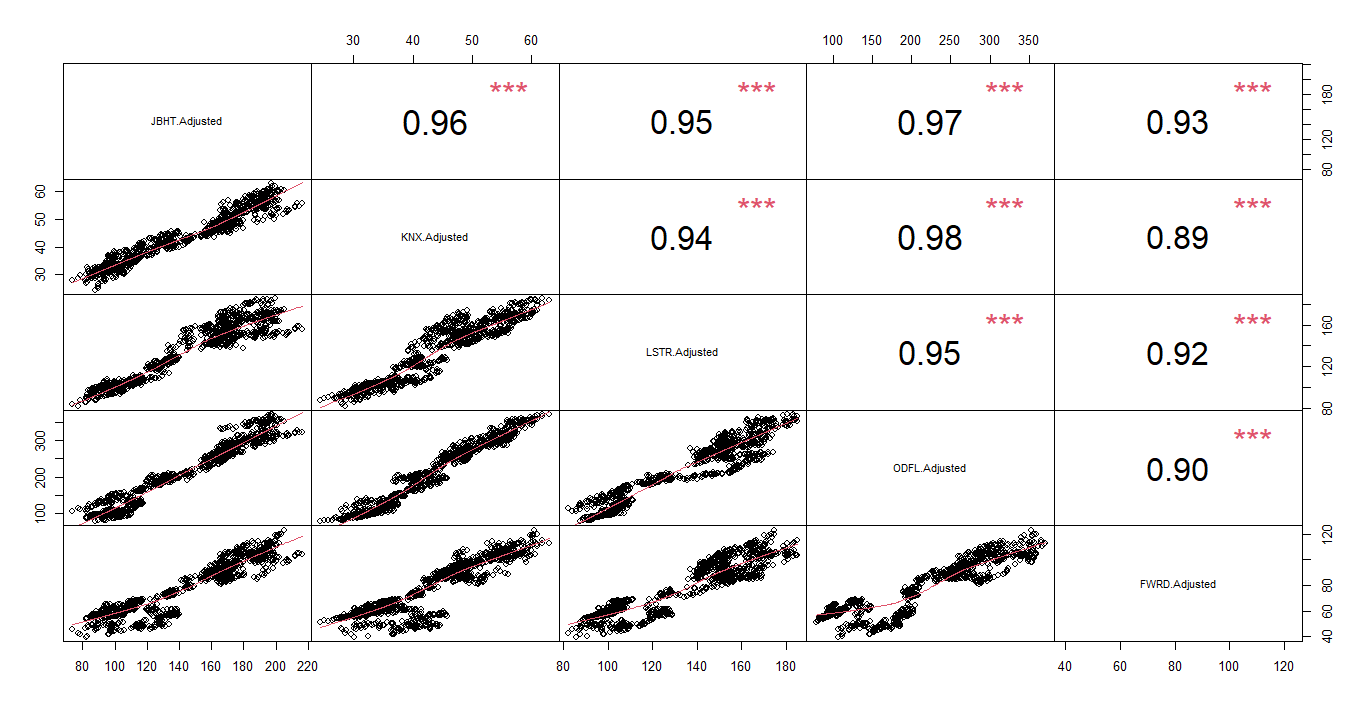 30 40 50 60 100 150 200 250 300 350
JBHT.Adjusted 0.96 *** 0.95 *** 0.97 *** 0.93 *** 80 120 180
30 40 50 60 KNX.Adjusted 0.94 *** 0.98 *** 0.89 ***
LSTR.Adjusted 0.95 *** 0.92 *** 80 120 160
100 200 300 ODFL.Adjusted 0.90 ***
FWRD.Adjusted 40 60 80 120
80 100 120 140 160 180 200 220 80 100 120 140 160 180 40 60 80 100 120